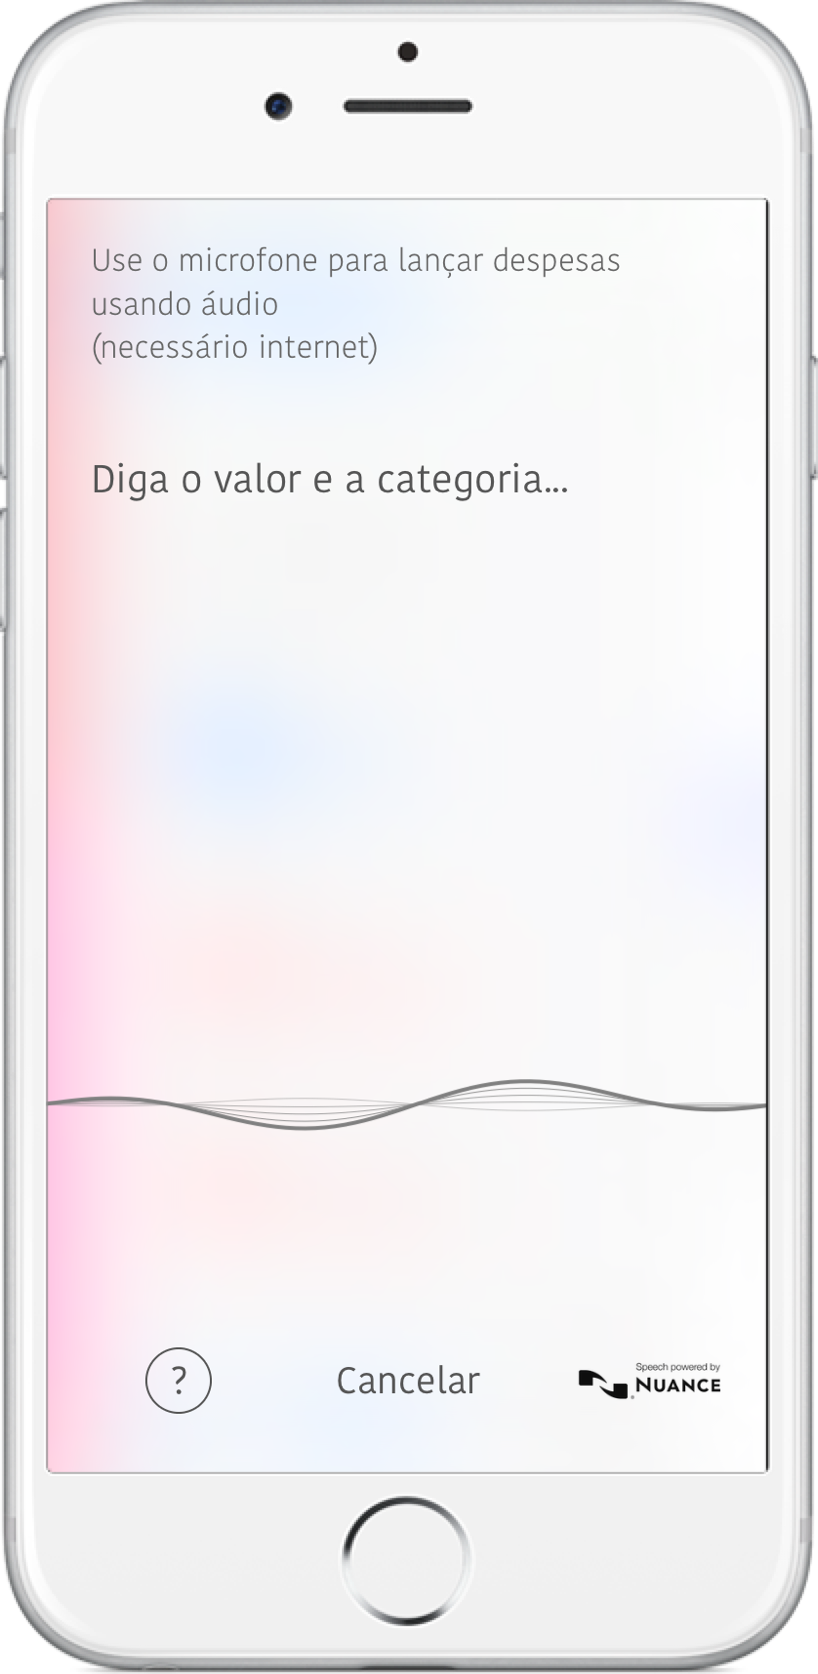 Use o microfone para lançar despesas
usando áudio
(necessário internet)
Diga o valor e a categoria...
?
Cancelar
Speech powered by
NUANCE